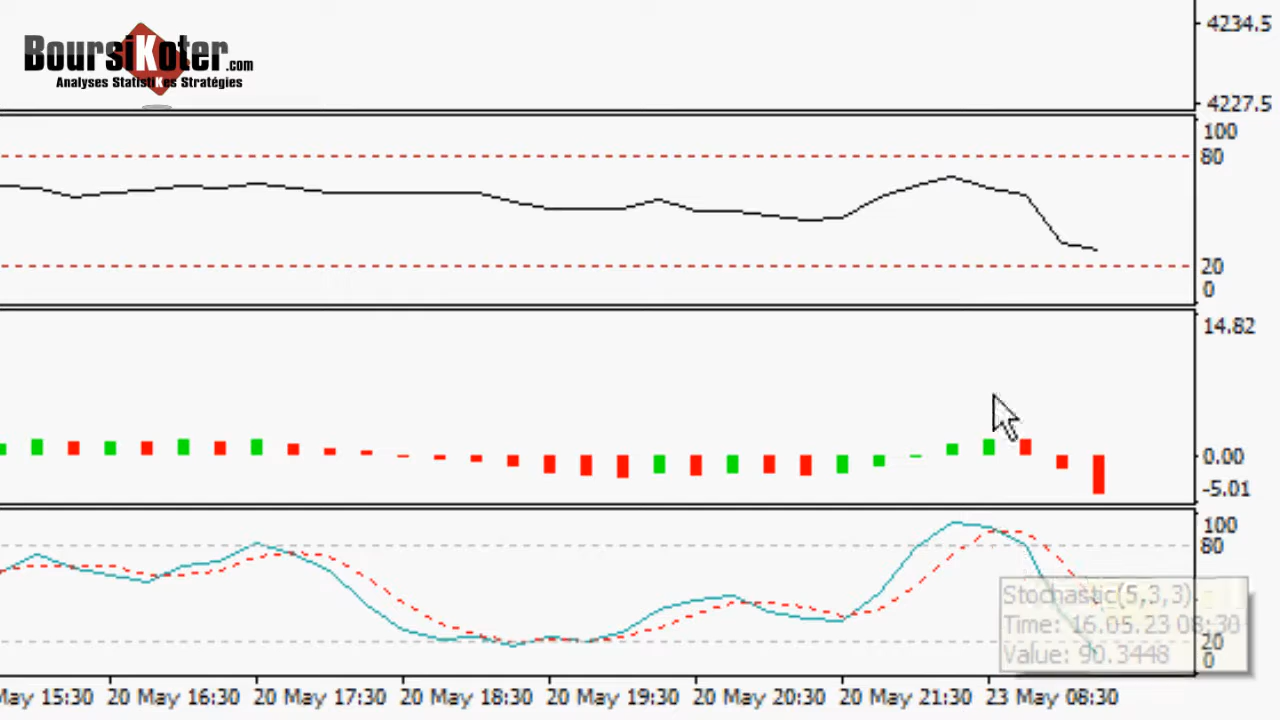 BoursiKoter.com
Analyses StatistiKes Stratégies
4234.5
4227.5
100
80
20
0
14.82
0.00
-5.01
100
80
20
0
Stochastic(5,3,3)
Time: 16.05.23 08:30
Value: 90.3448
May 15:30 20 May 16:30 20 May 17:30 20 May 18:30 20 May 19:30 20 May 20:30 20 May 21:30 23 May 08:30